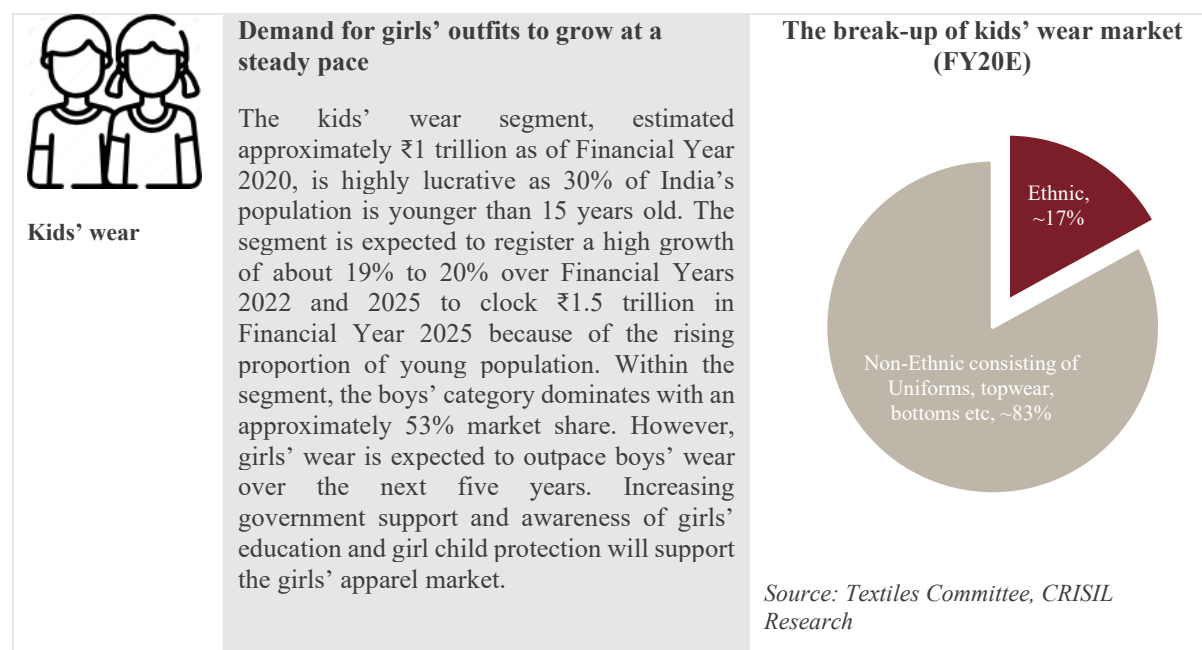 Kids’ wear
Demand for girls’ outfits to grow at a
steady pace
The kids’ wear segment, estimated
approximately ₹1 trillion as of Financial Year
2020, is highly lucrative as 30% of India’s
population is younger than 15 years old. The
segment is expected to register a high growth
of about 19% to 20% over Financial Years
2022 and 2025 to clock ₹1.5 trillion in
Financial Year 2025 because of the rising
proportion of young population. Within the
segment, the boys’ category dominates with an
approximately 53% market share. However,
girls’ wear is expected to outpace boys’ wear
over the next five years. Increasing
government support and awareness of girls’
education and girl child protection will support
the girls’ apparel market.
The break-up of kids’ wear market
(FY20E)
Ethnic,
~17%
Non-Ethnic consisting of
Uniforms, topwear,
bottoms etc, ~83%
Source: Textiles Committee, CRISIL
Research